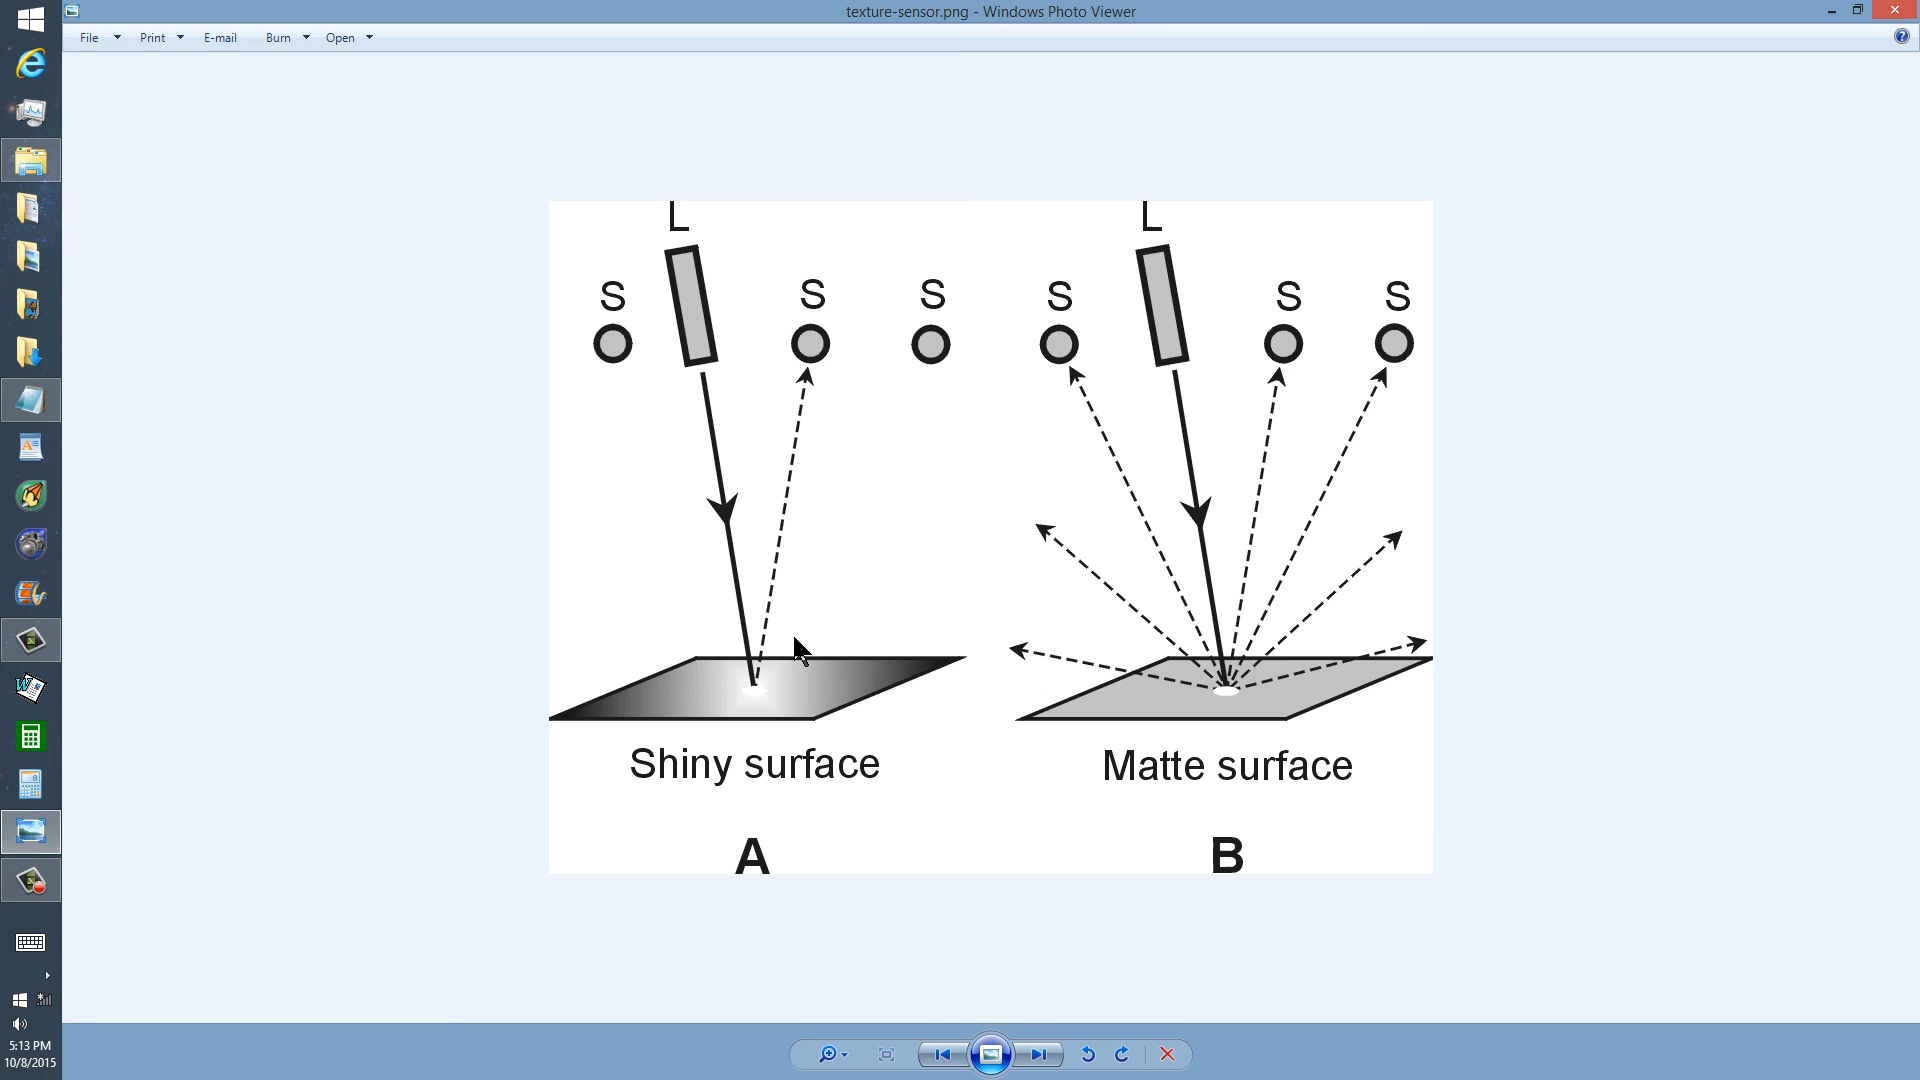 texture-sensor.png - Windows Photo Viewer
File Print E-mail Burn Open
L L
S S S S S S
Shiny surface Matte surface
A B
5:13 PM
10/8/2015